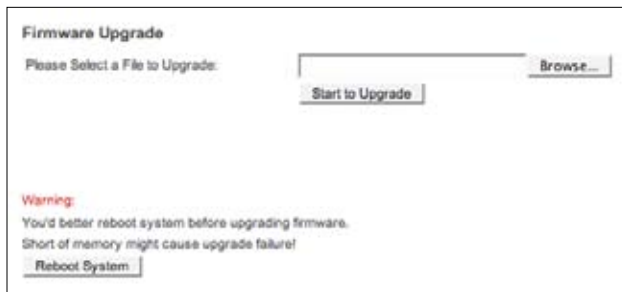 Firmware Upgrade
Please Select a File to Upgrade: Browse...
Start to Upgrade
Warning:
You'd better reboot system before upgrading firmware.
Short of memory might cause upgrade failure!
Reboot System